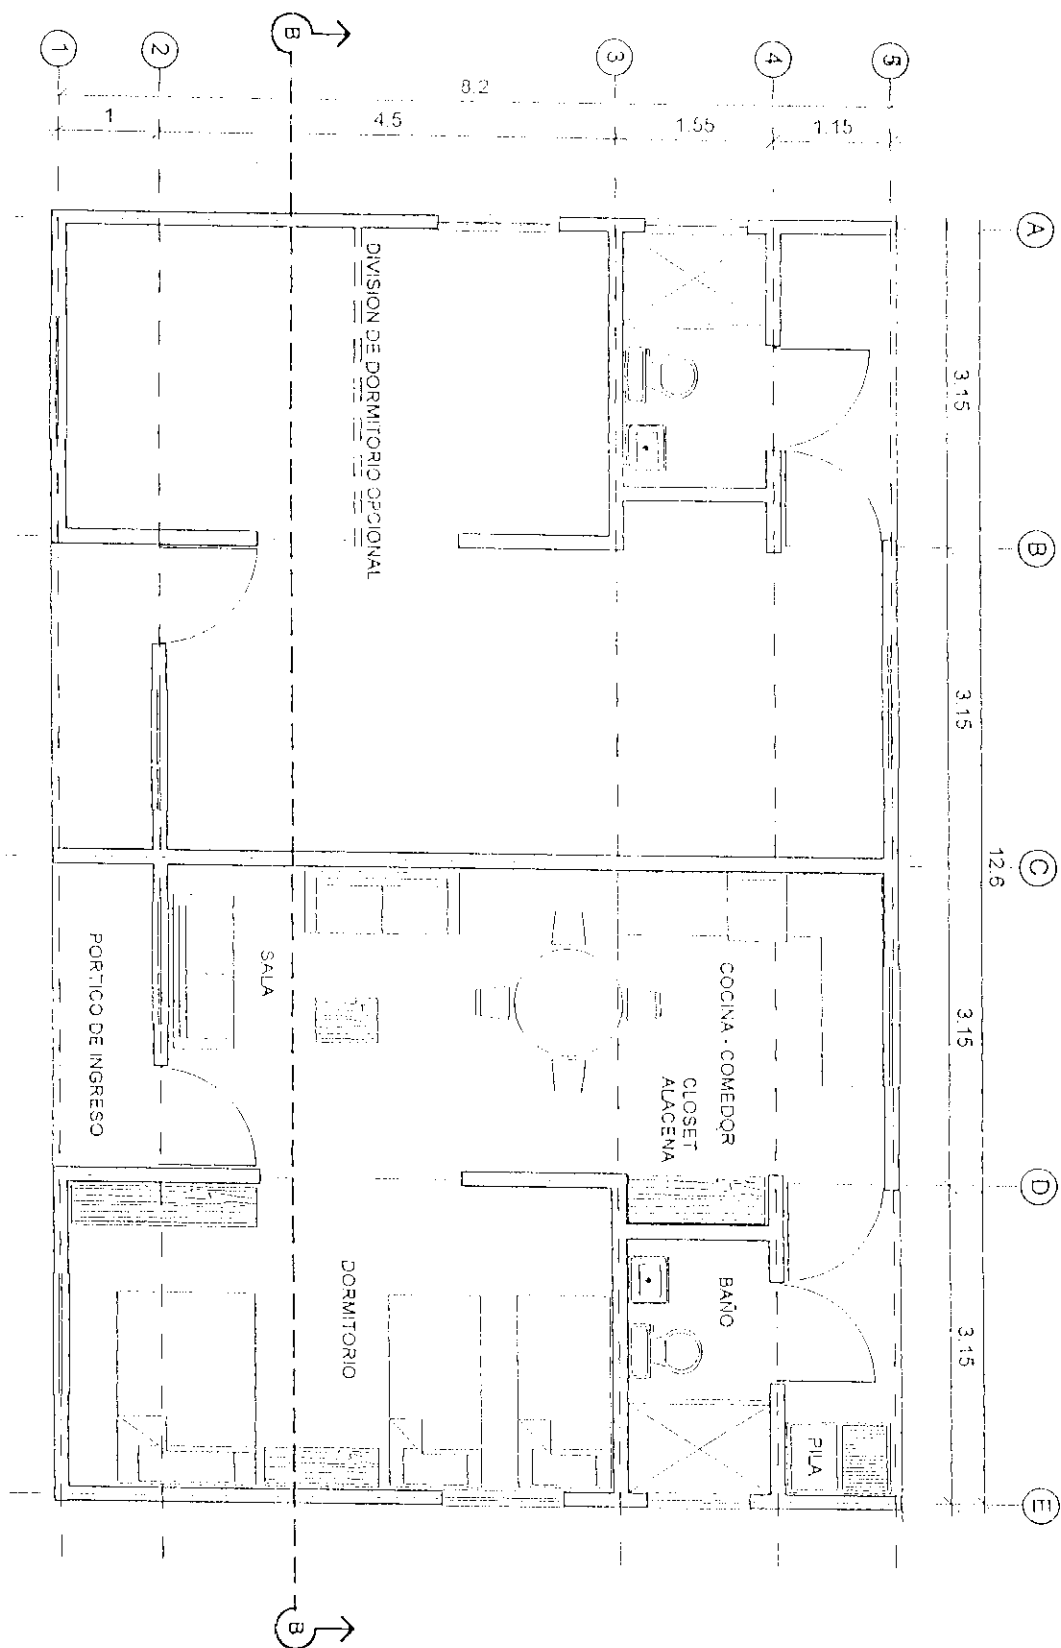 A
B
C
D
E
12.6
3.15
3.15
3.15
3.15
5
4
3
2
1
B
B
8.2
1.15
1.55
4.5
1
DIVISION DE DORMITORIO OPCIONAL
PILA
BAÑO
COCINA - COMEDOR
CLOSET
ALACENA
DORMITORIO
SALA
PORTICO DE INGRESO